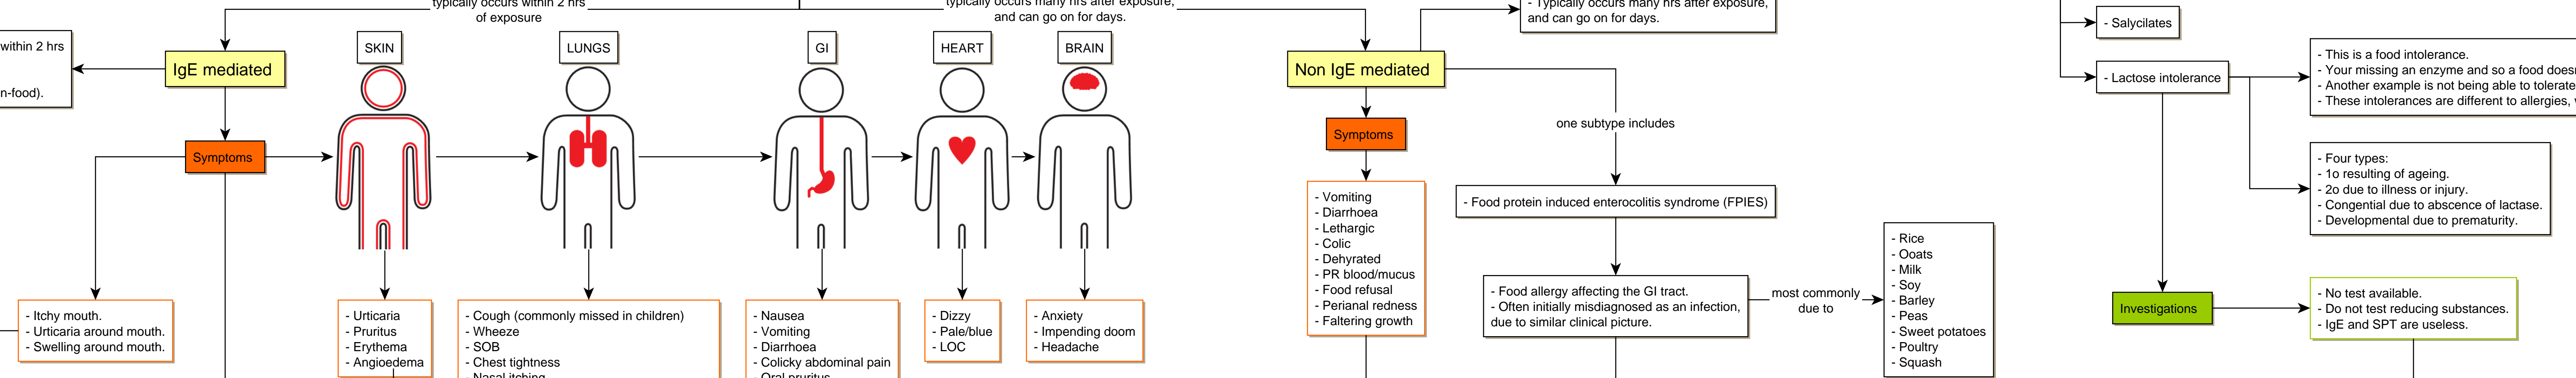 typically occurs within 2 hrs
of exposure
typically occurs many hrs after exposure,
and can go on for days.
- Typically occurs many hrs after exposure,
and can go on for days.
- Salycilates
within 2 hrs
n-food).
IgE mediated
SKIN
LUNGS
GI
HEART
BRAIN
Non IgE mediated
- Lactose intolerance
- This is a food intolerance.
- Your missing an enzyme and so a food does
- Another example is not being able to tolerate
- These intolerances are different to allergies,
one subtype includes
Symptoms
Symptoms
- Four types:
- 1o resulting of ageing.
- 2o due to illness or injury.
- Congential due to abscence of lactase.
- Developmental due to prematurity.
- Vomiting
- Diarrhoea
- Lethargic
- Colic
- Dehyrated
- PR blood/mucus
- Food refusal
- Perianal redness
- Faltering growth
- Food protein induced enterocolitis syndrome (FPIES)
- Food allergy affecting the GI tract.
- Often initially misdiagnosed as an infection,
due to similar clinical picture.
most commonly
due to
- Rice
- Ooats
- Milk
- Soy
- Barley
- Peas
- Sweet potatoes
- Poultry
- Squash
Investigations
- No test available.
- Do not test reducing substances.
- IgE and SPT are useless.
- Itchy mouth.
- Urticaria around mouth.
- Swelling around mouth.
- Urticaria
- Pruritus
- Erythema
- Angioedema
- Cough (commonly missed in children)
- Wheeze
- SOB
- Chest tightness
- Nasal itching
- Nausea
- Vomiting
- Diarrhoea
- Colicky abdominal pain
- Oral pruritus
- Dizzy
- Pale/blue
- LOC
- Anxiety
- Impending doom
- Headache